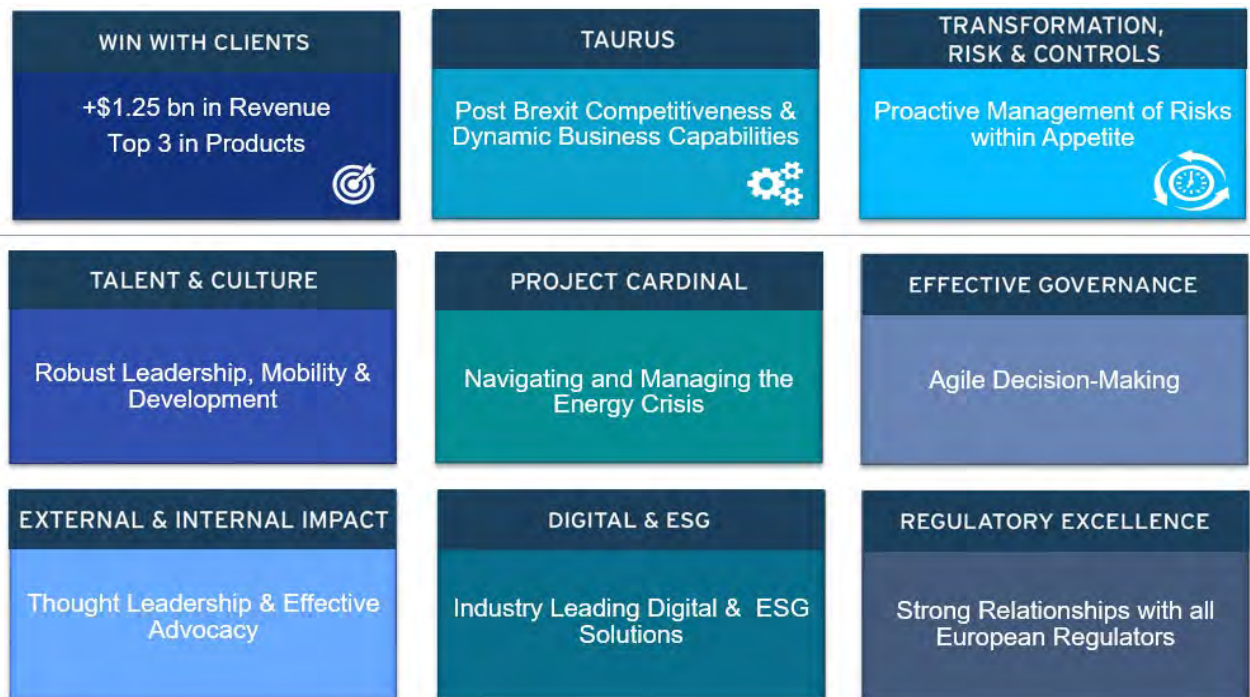 WIN WITH CLIENTS
+$1.25 bn in Revenue
Top 3 in Products
TAURUS
Post Brexit Competitiveness &
Dynamic Business Capabilities
TRANSFORMATION,
RISK & CONTROLS
Proactive Management of Risks
within Appetite
TALENT & CULTURE
Robust Leadership, Mobility &
Development
PROJECT CARDINAL
Navigating and Managing the
Energy Crisis
EFFECTIVE GOVERNANCE
Agile Decision-Making
EXTERNAL & INTERNAL IMPACT
Thought Leadership & Effective
Advocacy
DIGITAL & ESG
Industry Leading Digital & ESG
Solutions
REGULATORY EXCELLENCE
Strong Relationships with all
European Regulators